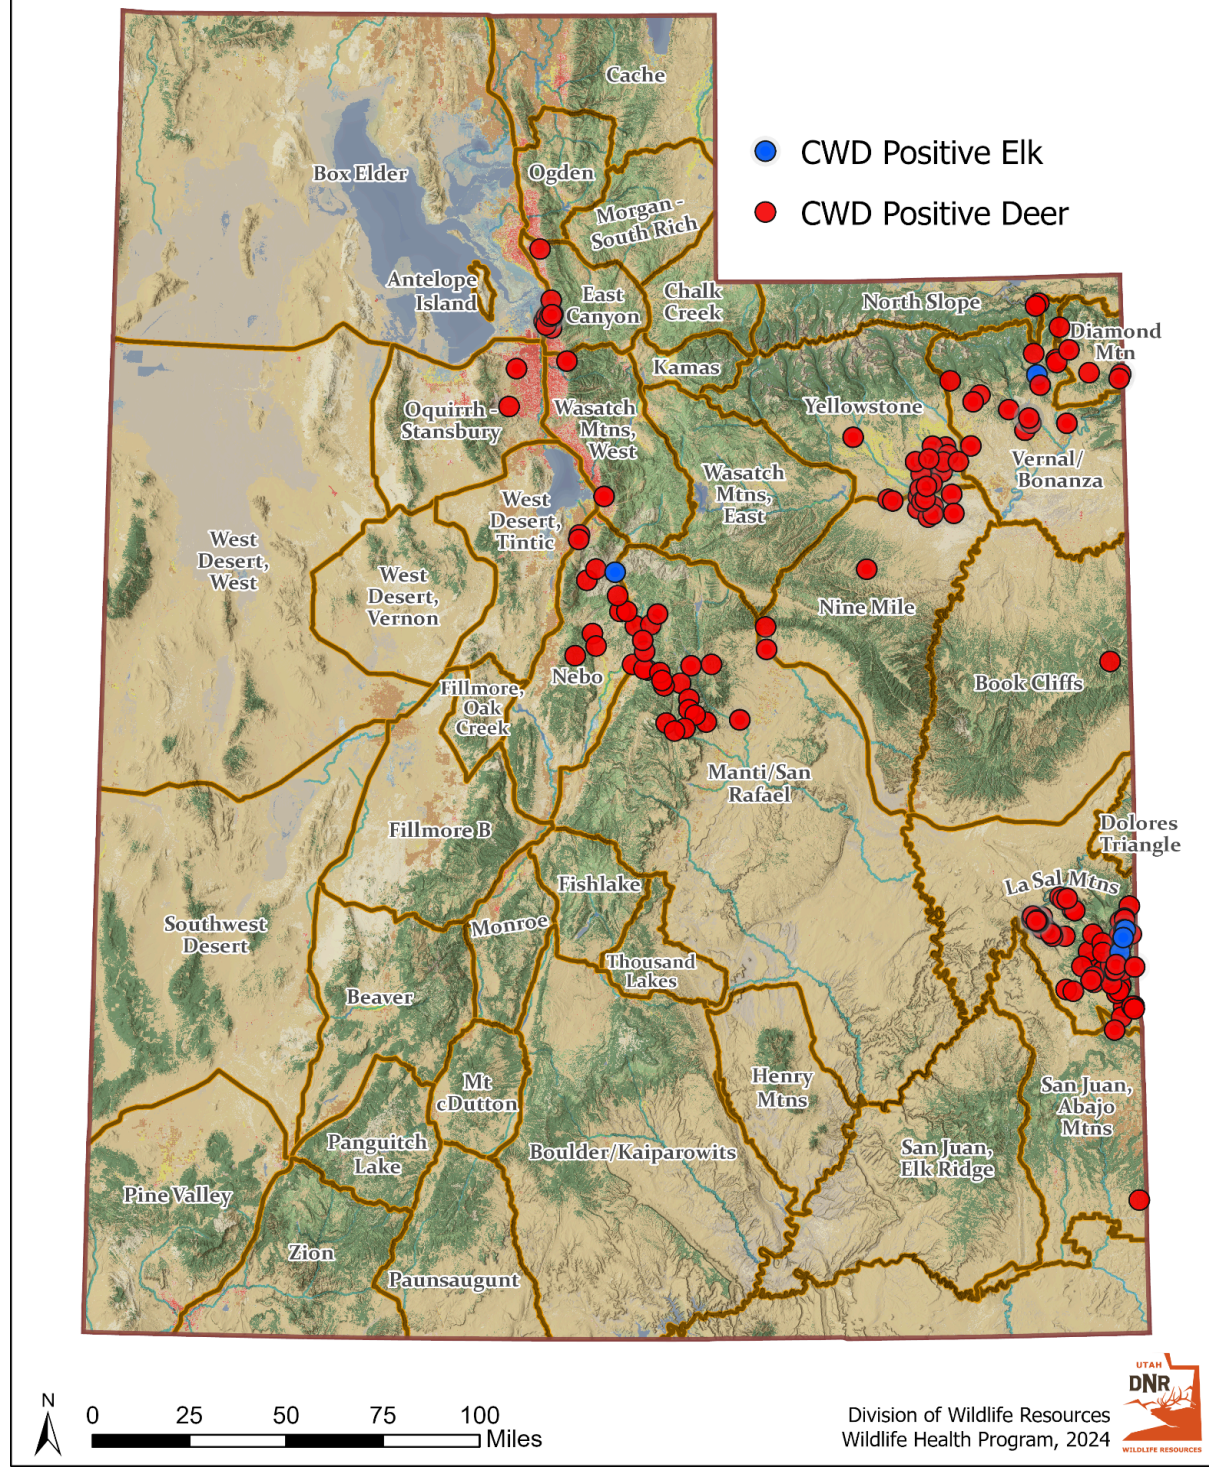 Cache
CWD Positive Elk
CWD Positive Deer
Box Elder
Ogden
Morgan -
South Rich
Antelope
Island
East
Canyon
Chalk
Creek
North Slope
Diamond
Mtn
Kamas
Oquirrh -
Stansbury
Wasatch
Mtns,
West
Yellowstone
Vernal/
Bonanza
Wasatch
Mtns,
East
West
Desert,
Tintic
West
Desert,
West
West
Desert,
Vernon
Nine Mile
Nebo
Book Cliffs
Fillmore,
Oak
Creek
Manti/San
Rafael
Fillmore B
Dolores
Triangle
La Sal Mtns
Fishlake
Southwest
Desert
Monroe
Thousand
Lakes
Beaver
Henry
Mtns
Mt
cDutton
San Juan,
Abajo
Mtns
Panguitch
Lake
Boulder/Kaiparowits
San Juan,
Elk Ridge
Pine Valley
Zion
Paunsaugunt
N
0 25 50 75 100
Miles
Division of Wildlife Resources
Wildlife Health Program, 2024
UTAH
DNR
WILDLIFE RESOURCES